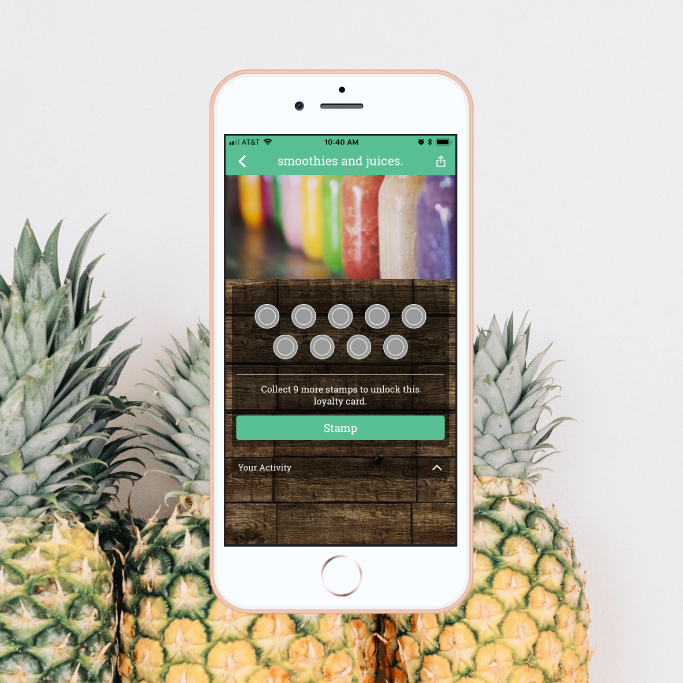 AT&T 10:40 AM
smoothies and juices.
Collect 9 more stamps to unlock this
loyalty card.
Stamp
Your Activity